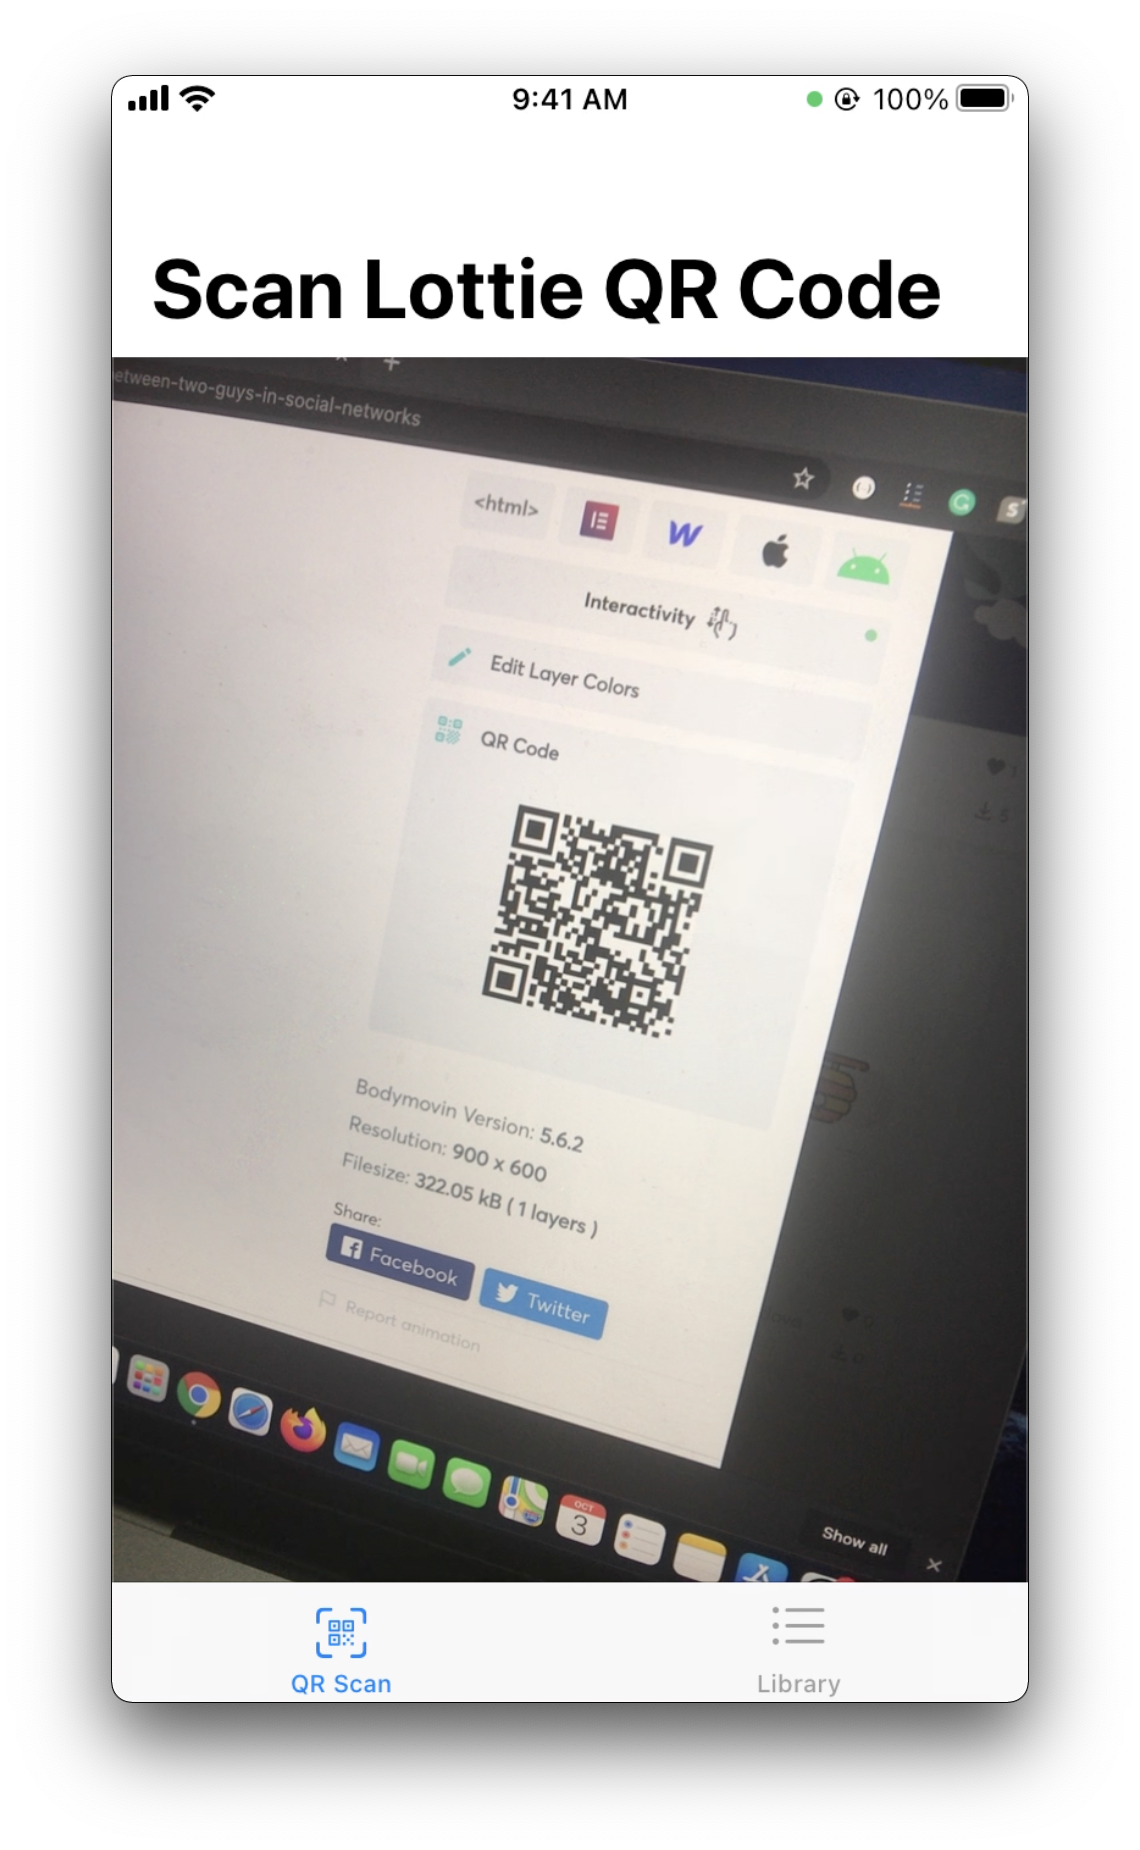 9:41 AM
100%
Scan Lottie QR Code
etween-two-guys-in-social-networks
<html>
Interactivity
Edit Layer Colors
QR Code
Bodymovin Version: 5.6.2
Resolution: 900 x 600
Filesize: 322.05 kB ( 1 layers )
Share:
Facebook
Twitter
Report animation
OCT
3
Show all
QR Scan
Library